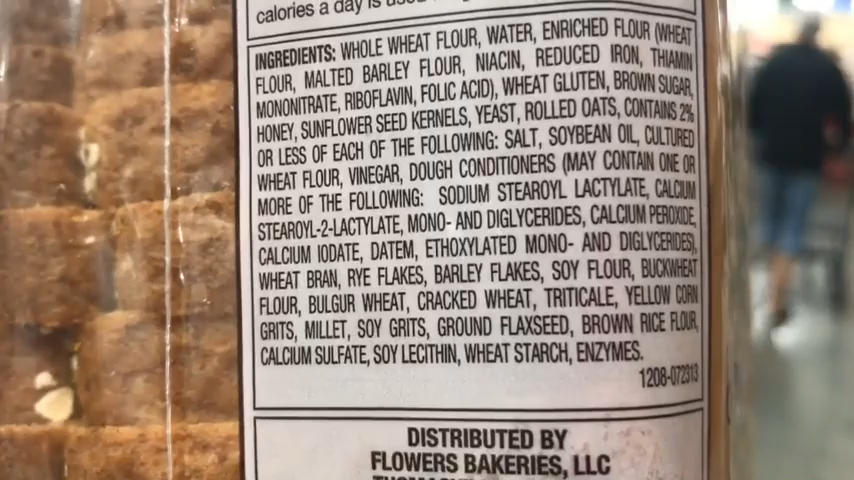 calories a day is used
INGREDIENTS: WHOLE WHEAT FLOUR, WATER, ENRICHED FLOUR (WHEAT
FLOUR, MALTED BARLEY FLOUR, NIACIN, REDUCED IRON, THIAMIN
MONONITRATE, RIBOFLAVIN, FOLIC ACID), WHEAT GLUTEN, BROWN SUGAR,
HONEY, SUNFLOWER SEED KERNELS, YEAST, ROLLED OATS, CONTAINS 2%
OR LESS OF EACH OF THE FOLLOWING: SALT, SOYBEAN OIL, CULTURED
WHEAT FLOUR, VINEGAR, DOUGH CONDITIONERS (MAY CONTAIN ONE OR
MORE OF THE FOLLOWING: SODIUM STEAROYL LACTYLATE, CALCIUM
STEAROYL-2-LACTYLATE, MONO- AND DIGLYCERIDES, CALCIUM PEROXIDE,
CALCIUM IODATE, DATEM, ETHOXYLATED MONO- AND DIGLYCERIDES),
WHEAT BRAN, RYE FLAKES, BARLEY FLAKES, SOY FLOUR, BUCKWHEAT
FLOUR, BULGUR WHEAT, CRACKED WHEAT, TRITICALE, YELLOW CORN
GRITS, MILLET, SOY GRITS, GROUND FLAXSEED, BROWN RICE FLOUR,
CALCIUM SULFATE, SOY LECITHIN, WHEAT STARCH, ENZYMES.
1208-072313
DISTRIBUTED BY
FLOWERS BAKERIES, LLC